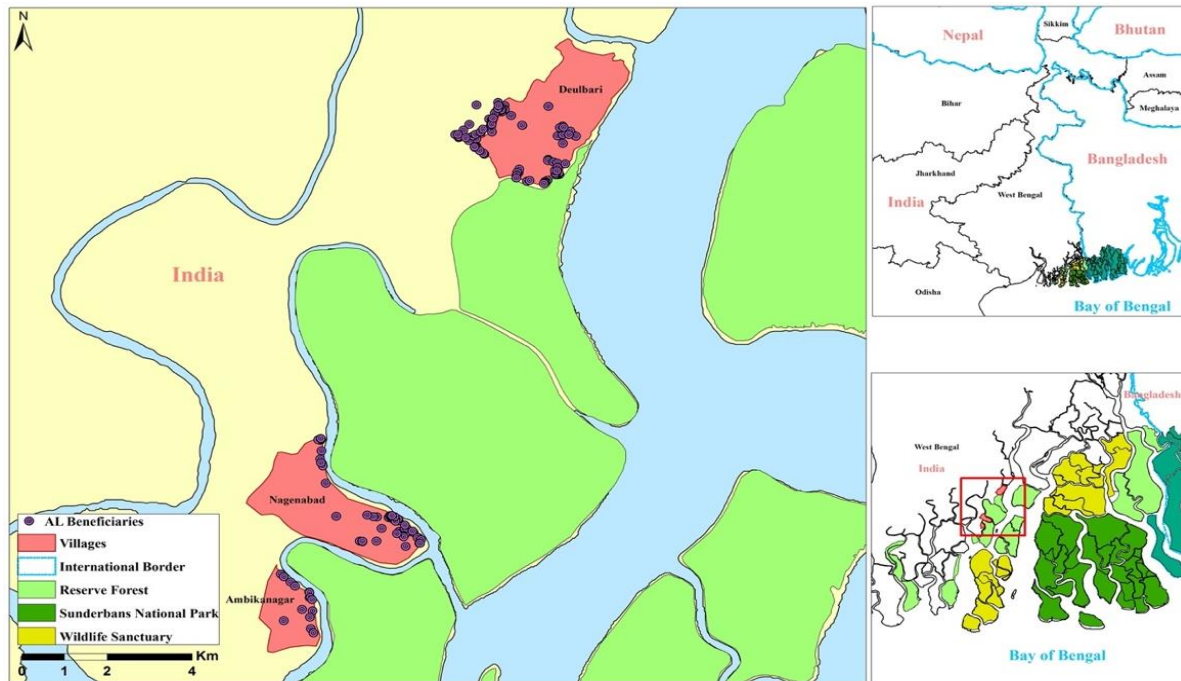 N
Deulbari
India
Nagenabad
Ambikanagar
AL Beneficiaries
Villages
International Border
Reserve Forest
Sunderbans National Park
Wildlife Sanctuary
0 1 2 4 Km
Nepal
Sikkim
Bhutan
Assam
Bihar
Meghalaya
Bangladesh
Jharkhand
India
West Bengal
Odisha
Bay of Bengal
Bangladesh
West Bengal
India
Bay of Bengal